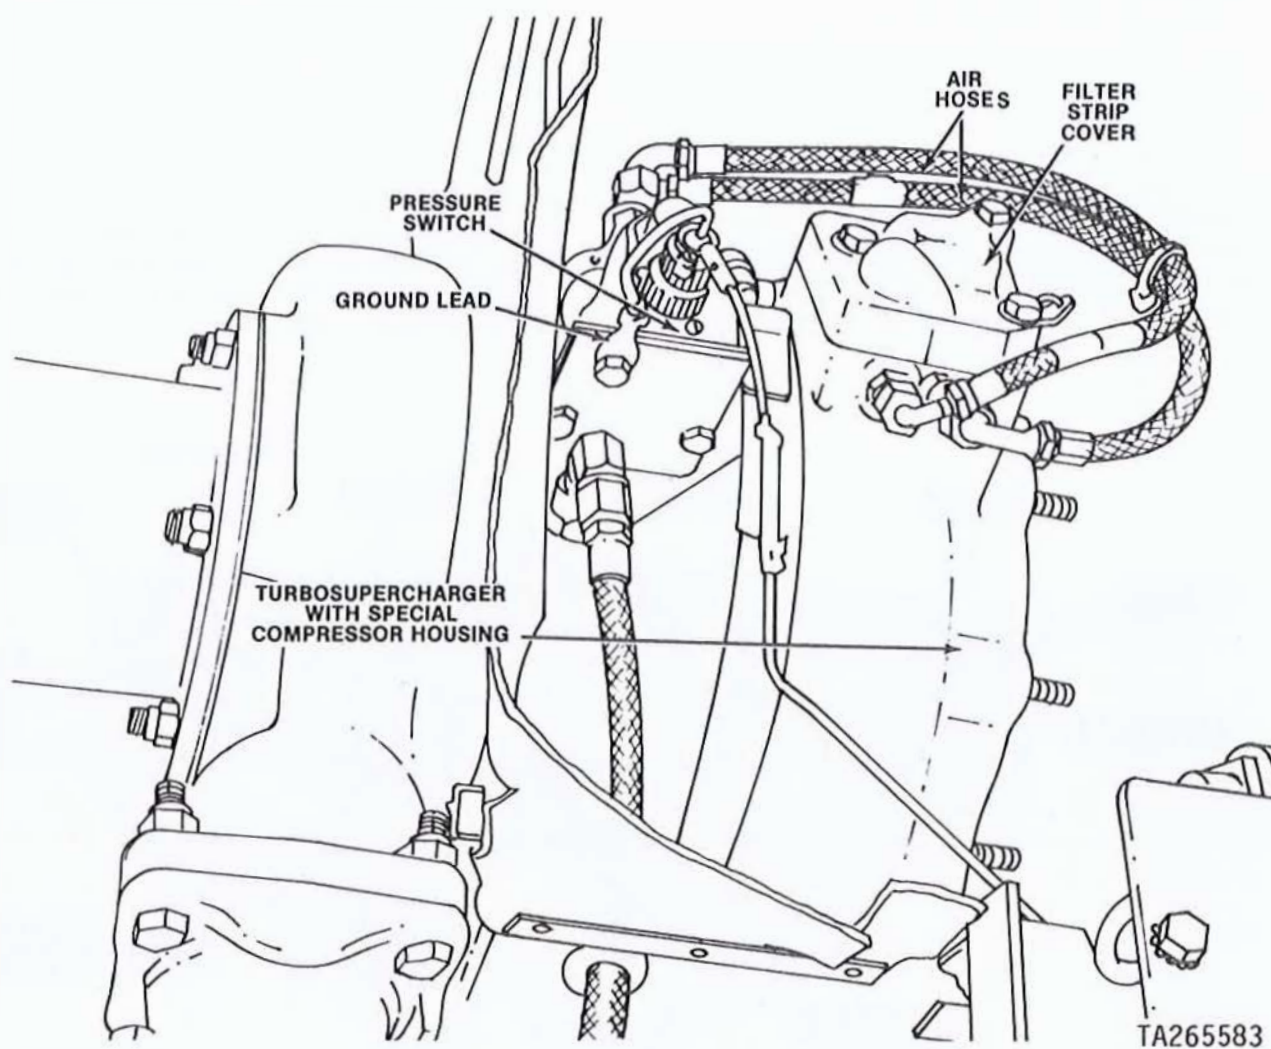 AIR
HOSES
FILTER
STRIP
COVER
PRESSURE
SWITCH
GROUND LEAD
TURBOSUPERCHARGER
WITH SPECIAL
COMPRESSOR HOUSING
TA265583